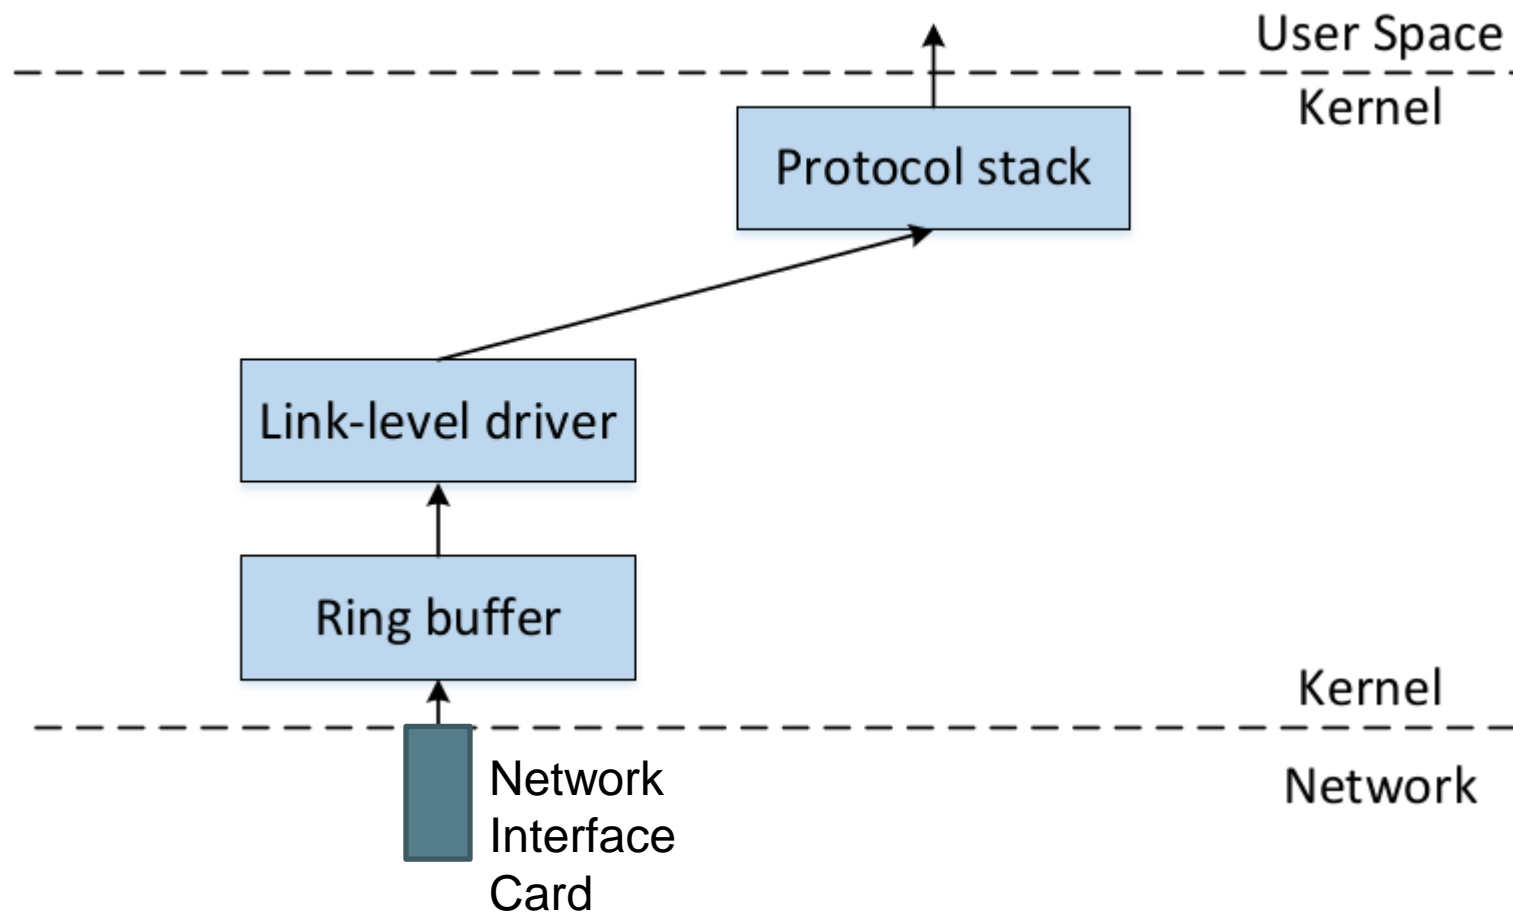 User Space
Kernel
Protocol stack
Link-level driver
Ring buffer
Kernel
Network
Interface
Card
Network